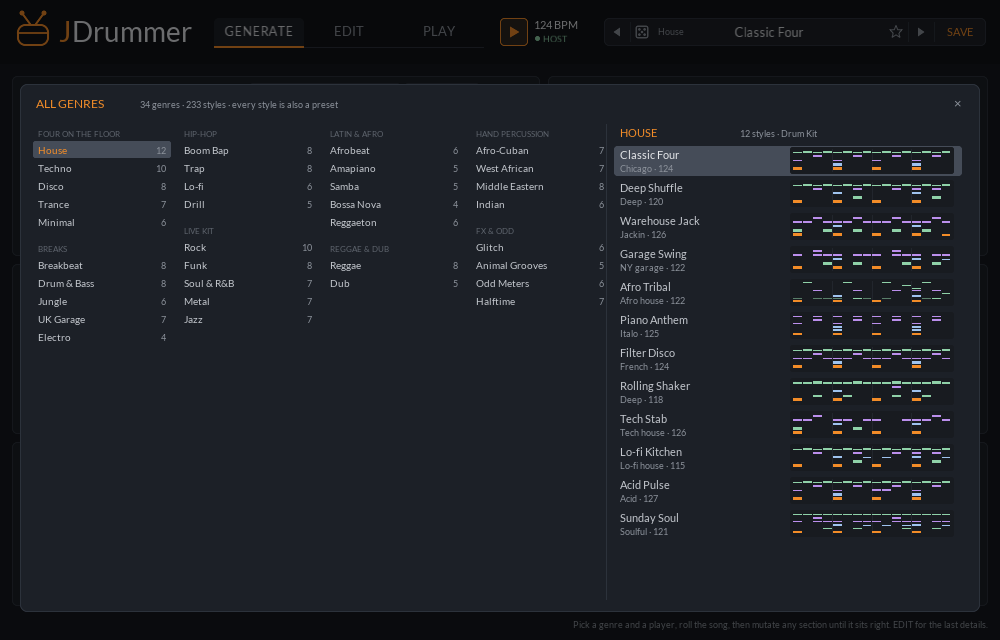 JDrummer
GENERATE
EDIT
PLAY
124 BPM
HOST
House
Classic Four
SAVE
ALL GENRES
34 genres · 233 styles · every style is also a preset
×
FOUR ON THE FLOOR
House 12
Techno 10
Disco 8
Trance 7
Minimal 6
BREAKS
Breakbeat 8
Drum & Bass 8
Jungle 6
UK Garage 7
Electro 4
HIP-HOP
Boom Bap 8
Trap 8
Lo-fi 6
Drill 5
LIVE KIT
Rock 10
Funk 8
Soul & R&B 7
Metal 7
Jazz 7
LATIN & AFRO
Afrobeat 6
Amapiano 5
Samba 5
Bossa Nova 4
Reggaeton 6
REGGAE & DUB
Reggae 8
Dub 5
HAND PERCUSSION
Afro-Cuban 7
West African 7
Middle Eastern 8
Indian 6
FX & ODD
Glitch 6
Animal Grooves 5
Odd Meters 6
Halftime 7
HOUSE
12 styles · Drum Kit
Classic Four
Chicago · 124
Deep Shuffle
Deep · 120
Warehouse Jack
Jackin · 126
Garage Swing
NY garage · 122
Afro Tribal
Afro house · 122
Piano Anthem
Italo · 125
Filter Disco
French · 124
Rolling Shaker
Deep · 118
Tech Stab
Tech house · 126
Lo-fi Kitchen
Lo-fi house · 115
Acid Pulse
Acid · 127
Sunday Soul
Soulful · 121
Pick a genre and a player, roll the song, then mutate any section until it sits right. EDIT for the last details.